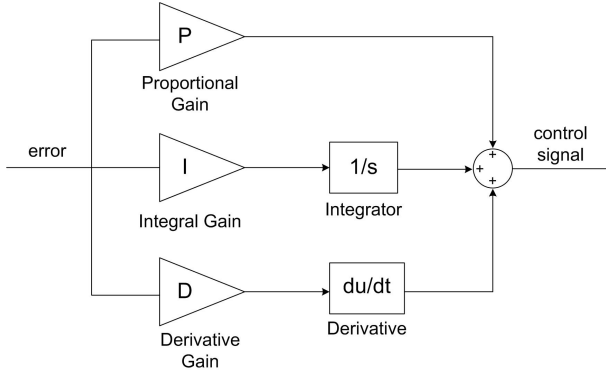 P
Proportional
Gain
error
I
Integral Gain
1/s
Integrator
D
Derivative
Gain
du/dt
Derivative
+
+
+
control
signal